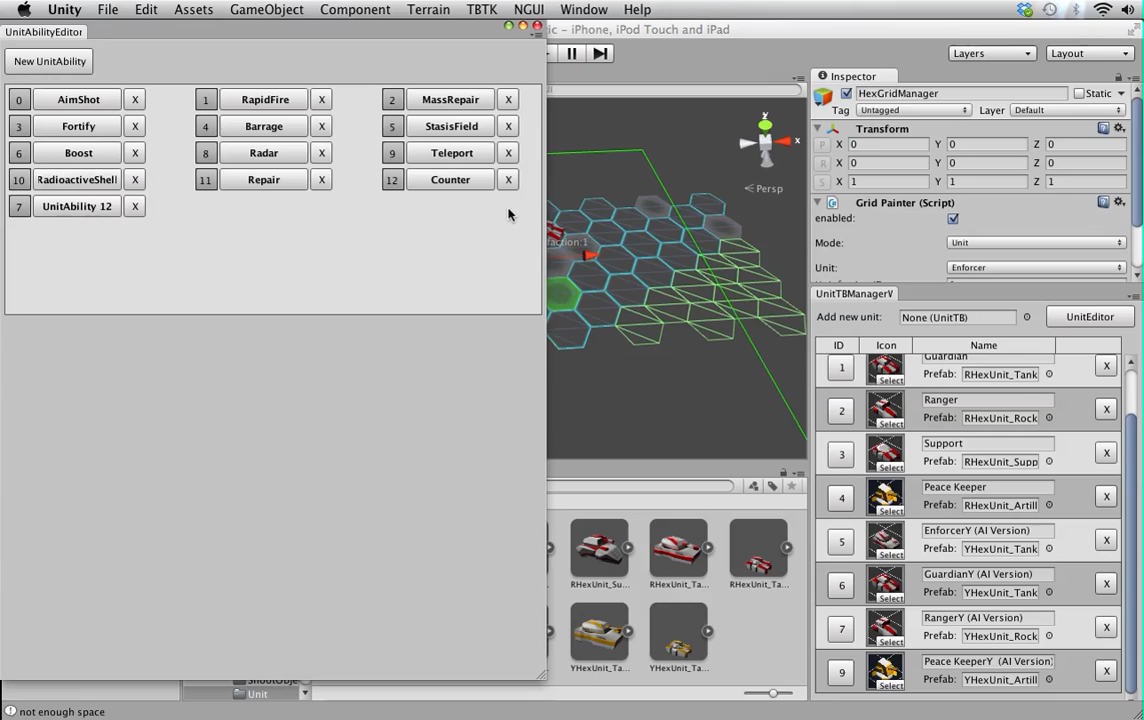 Unity File Edit Assets GameObject Component Terrain TBTK NGUI Window Help
UnitAbilityEditor
iPhone, iPod Touch and iPad
New UnitAbility
Layers Layout
0 AimShot X 1 RapidFire X 2 MassRepair X
3 Fortify X 4 Barrage X 5 StasisField X
6 Boost X 8 Radar X 9 Teleport X
10 RadioactiveShell X 11 Repair X 12 Counter X
7 UnitAbility 12 X
y
x
Persp
faction:1
Inspector
HexGridManager Static
Tag Untagged Layer Default
Transform
P X 0 Y 0 Z 0
R X 0 Y 0 Z 0
S X 1 Y 1 Z 1
Grid Painter (Script)
enabled:
Mode: Unit
Unit: Enforcer
UnitTBManagerV
Add new unit: None (UnitTB) UnitEditor
ID Icon Name
1 Select Guardian Prefab: RHexUnit_Tank X
2 Select Ranger Prefab: RHexUnit_Rock X
3 Select Support Prefab: RHexUnit_Supp X
4 Select Peace Keeper Prefab: RHexUnit_Artill X
5 Select EnforcerY (AI Version) Prefab: YHexUnit_Tank X
6 Select GuardianY (AI Version) Prefab: YHexUnit_Tank X
7 Select RangerY (AI Version) Prefab: YHexUnit_Rock X
9 Select Peace KeeperY (AI Version) Prefab: YHexUnit_Artill X
RHexUnit_Su... RHexUnit_Ta... RHexUnit_Ta...
YHexUnit_Ta... YHexUnit_Ta...
Unit
not enough space